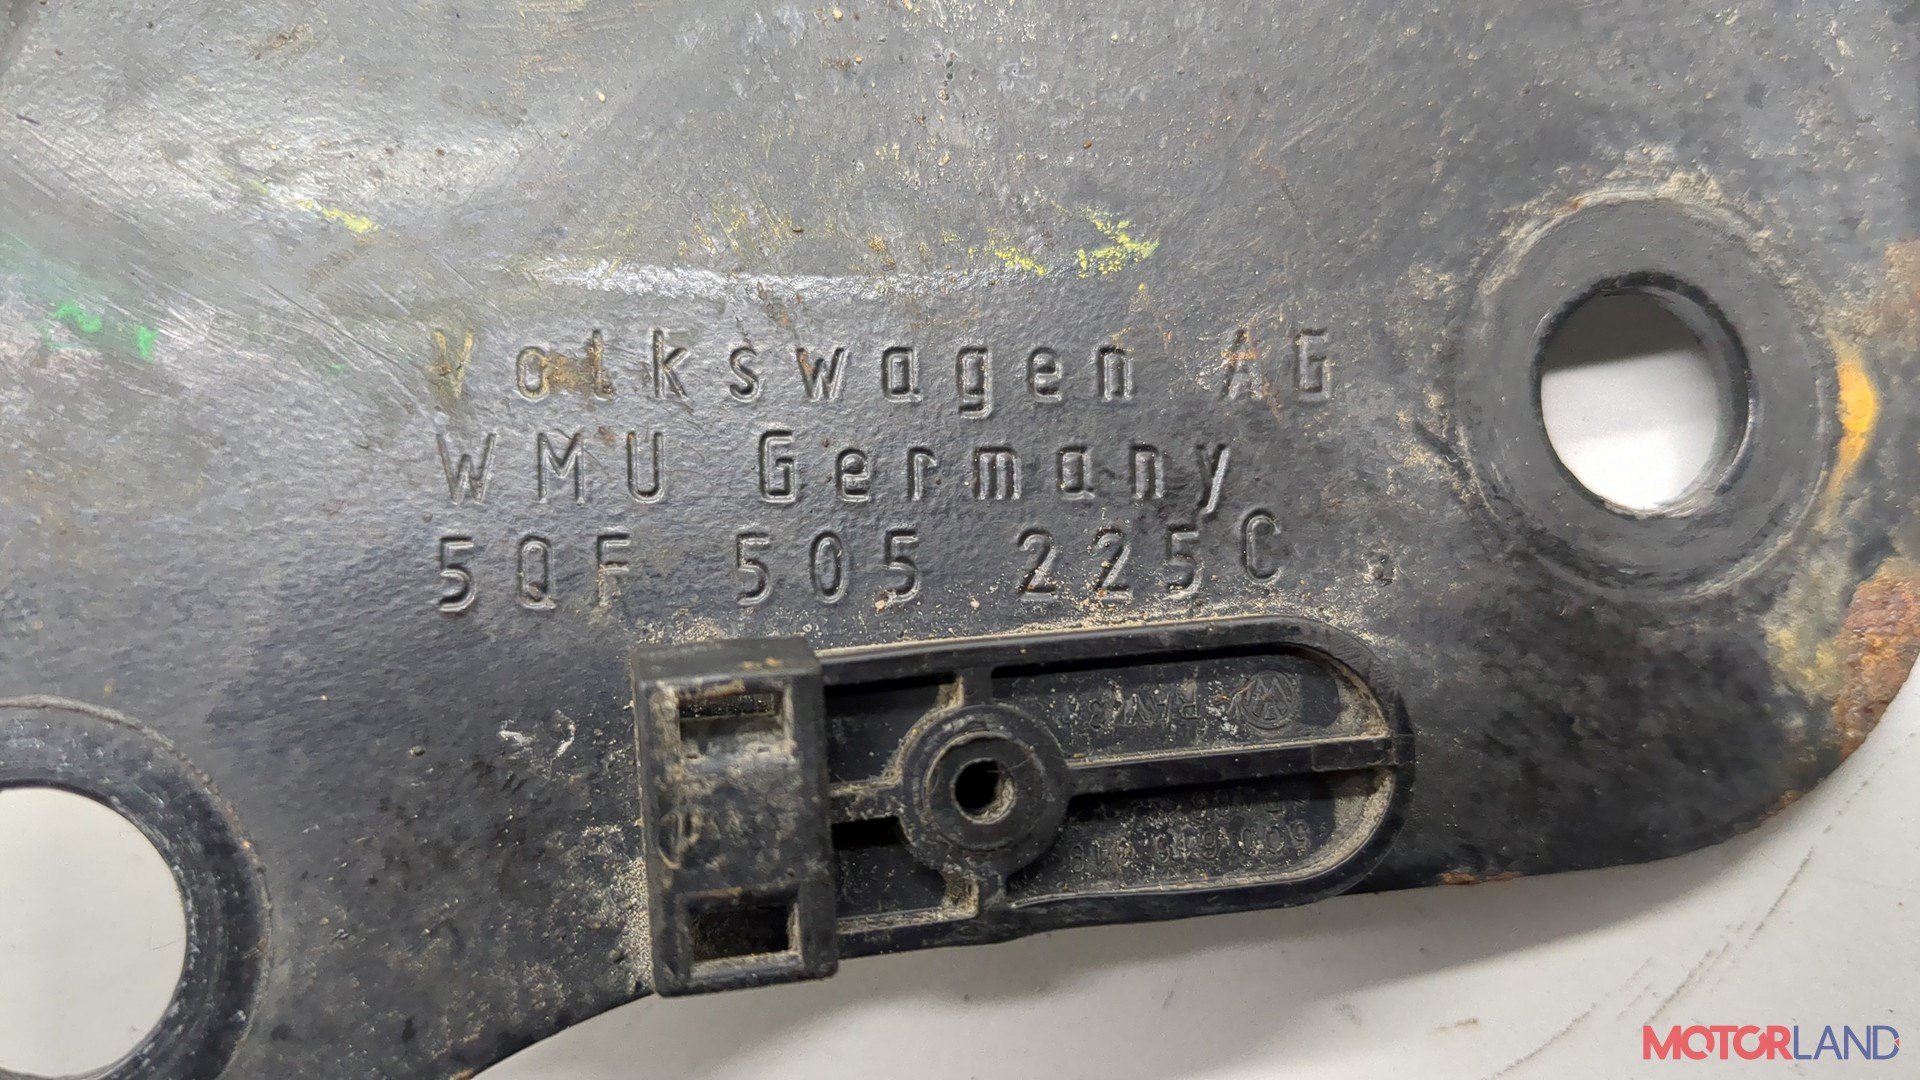 Volkswagen AG
WMU Germany
5QF 505 225C
MOTORLAND